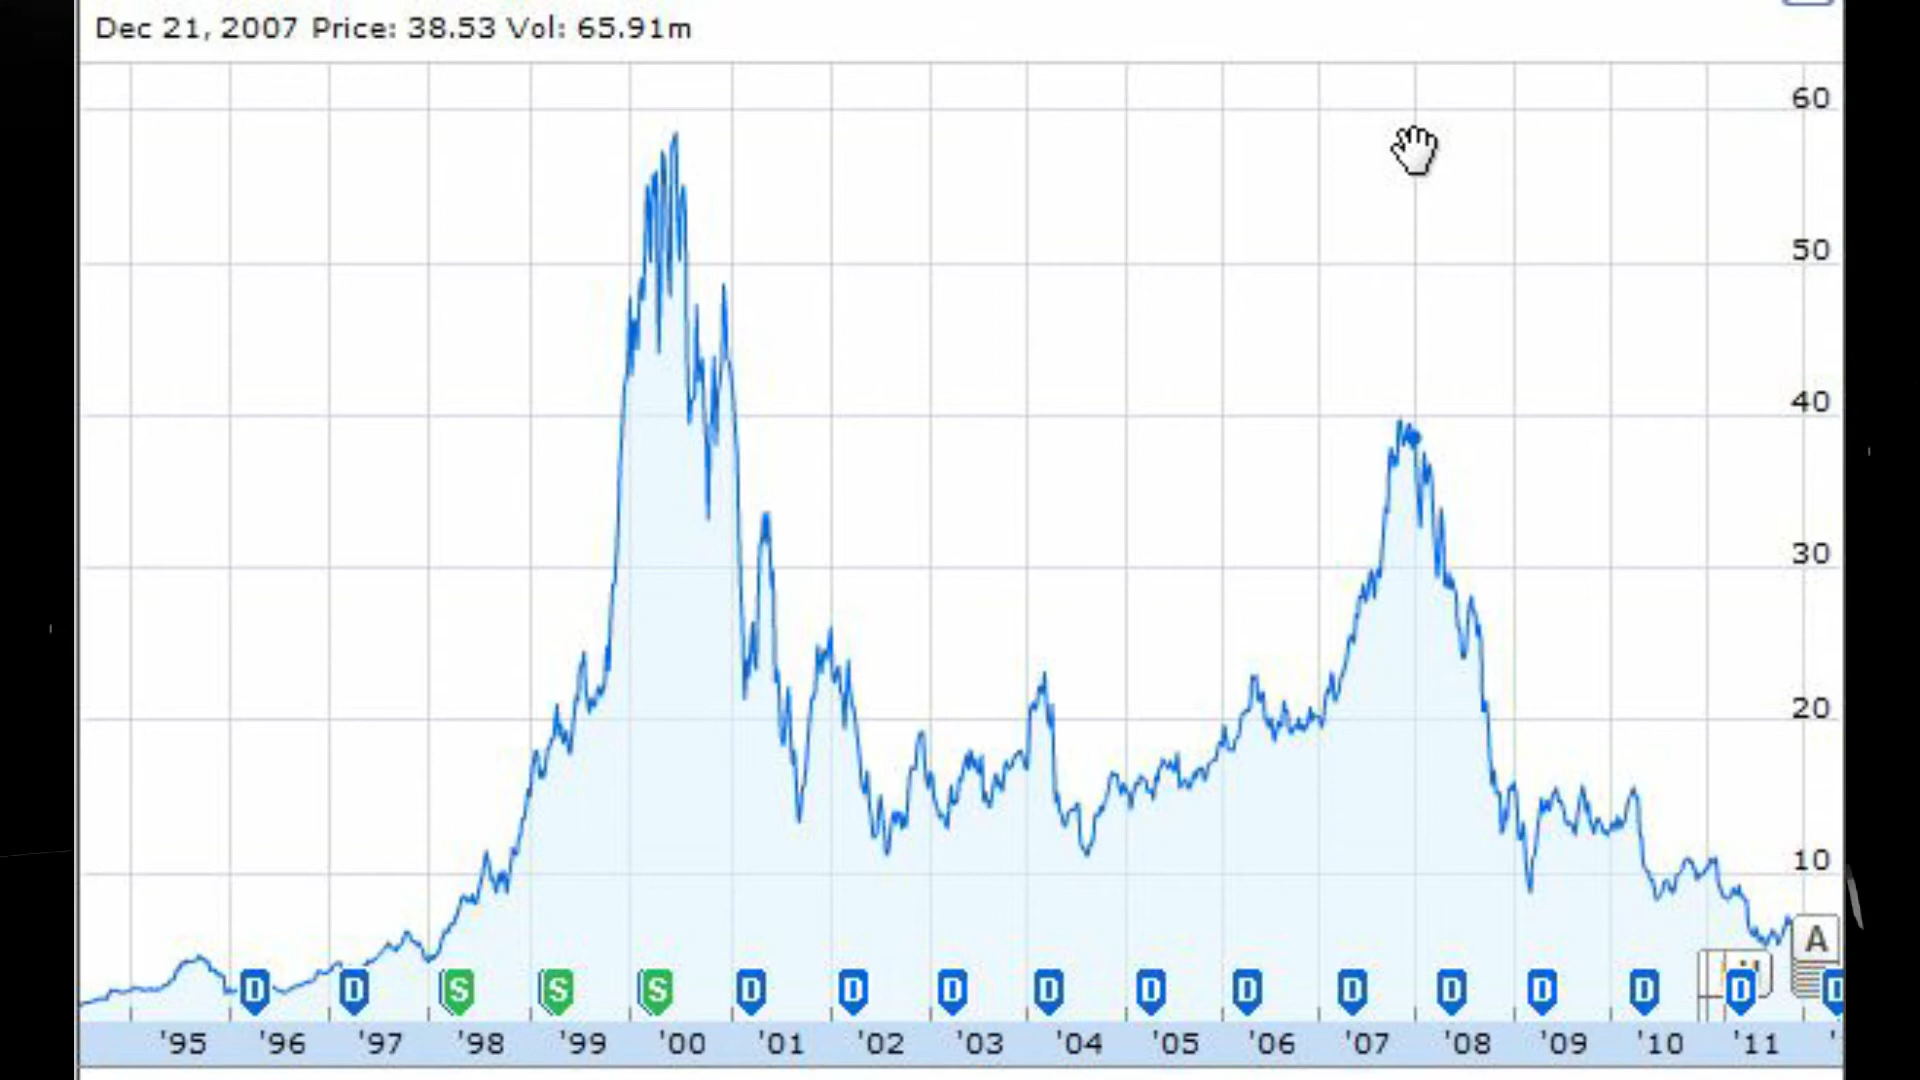 Dec 21, 2007 Price: 38.53 Vol: 65.91m
60
50
40
30
20
10
A
D D S S S D D D D D D D D D D D
'95 '96 '97 '98 '99 '00 '01 '02 '03 '04 '05 '06 '07 '08 '09 '10 '11